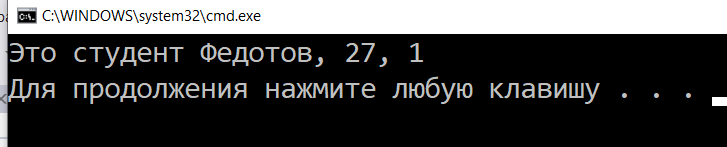 C:\WINDOWS\system32\cmd.exe
Это студент Федотов, 27, 1
Для продолжения нажмите любую клавишу . . .